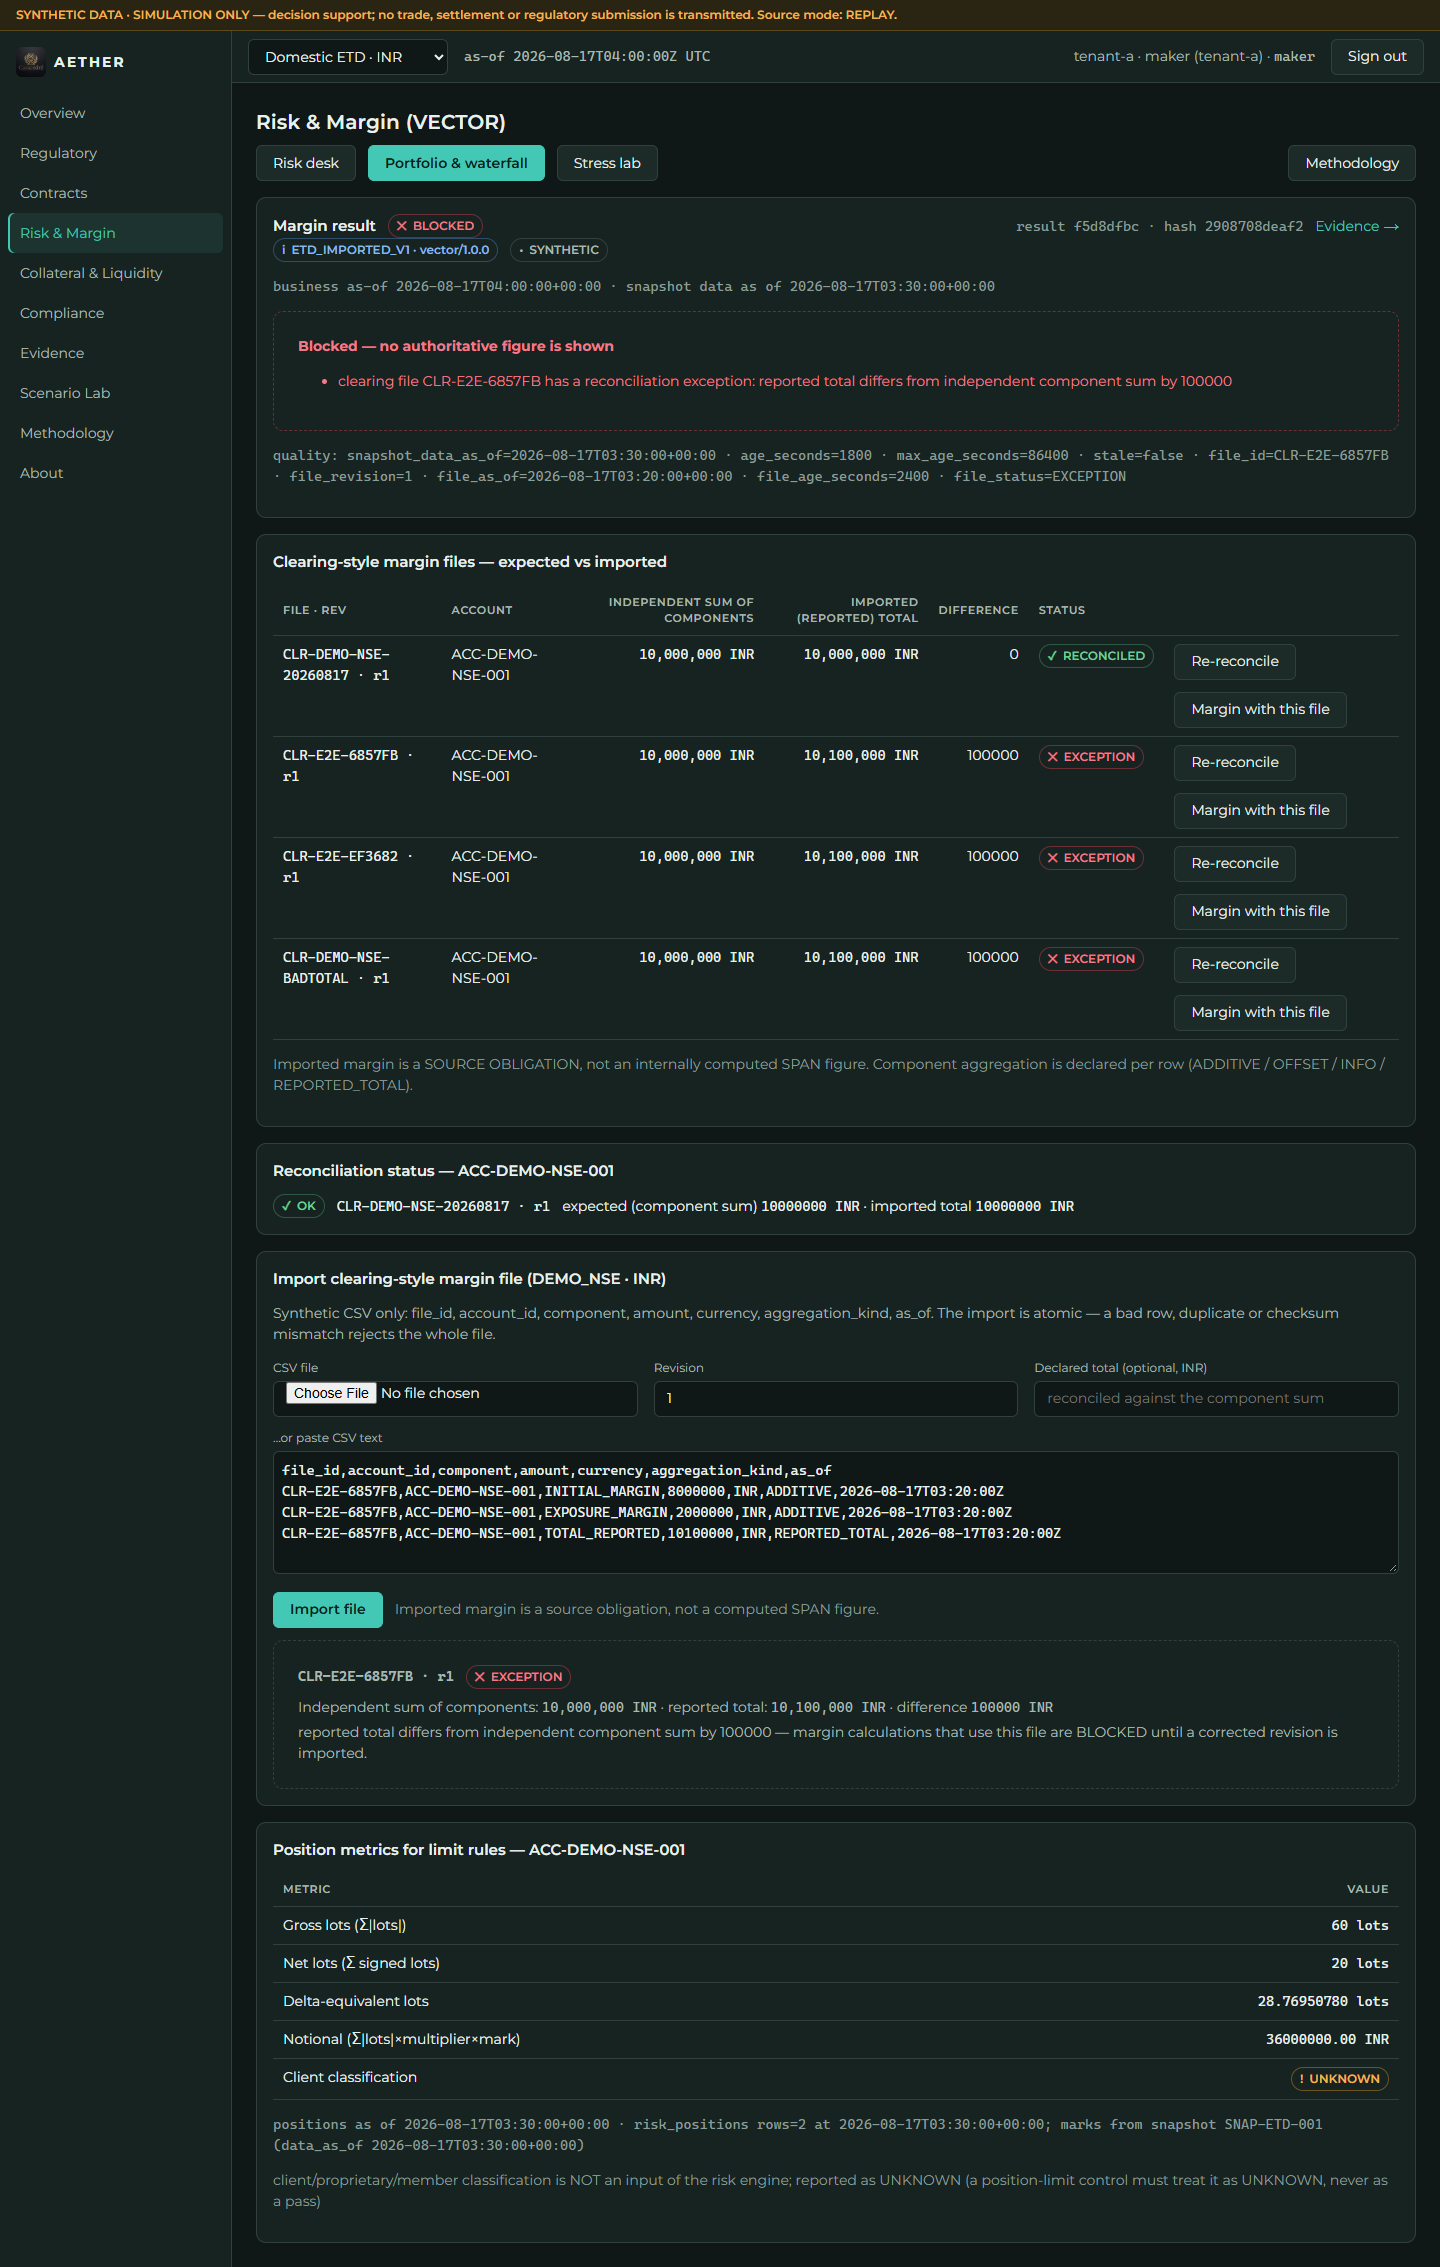 SYNTHETIC DATA · SIMULATION ONLY — decision support; no trade, settlement or regulatory submission is transmitted. Source mode: REPLAY.
AETHER
Domestic ETD · INR
as-of 2026-08-17T04:00:00Z UTC
tenant-a · maker (tenant-a) · maker
Sign out
Overview
Regulatory
Contracts
Risk & Margin
Collateral & Liquidity
Compliance
Evidence
Scenario Lab
Methodology
About
Risk & Margin (VECTOR)
Risk desk
Portfolio & waterfall
Stress lab
Methodology
Margin result
✕ BLOCKED
result f5d8dfbc · hash 2908708deaf2
Evidence →
i ETD_IMPORTED_V1 · vector/1.0.0
• SYNTHETIC
business as-of 2026-08-17T04:00:00+00:00 · snapshot data as of 2026-08-17T03:30:00+00:00
Blocked — no authoritative figure is shown
• clearing file CLR-E2E-6857FB has a reconciliation exception: reported total differs from independent component sum by 100000
quality: snapshot_data_as_of=2026-08-17T03:30:00+00:00 · age_seconds=1800 · max_age_seconds=86400 · stale=false · file_id=CLR-E2E-6857FB
· file_revision=1 · file_as_of=2026-08-17T03:20:00+00:00 · file_age_seconds=2400 · file_status=EXCEPTION
Clearing-style margin files — expected vs imported
FILE · REV
ACCOUNT
INDEPENDENT SUM OF
COMPONENTS
IMPORTED
(REPORTED) TOTAL
DIFFERENCE
STATUS
CLR-DEMO-NSE-
20260817 · r1
ACC-DEMO-
NSE-001
10,000,000 INR
10,000,000 INR
0
✓ RECONCILED
Re-reconcile
Margin with this file
CLR-E2E-6857FB ·
r1
ACC-DEMO-
NSE-001
10,000,000 INR
10,100,000 INR
100000
✕ EXCEPTION
Re-reconcile
Margin with this file
CLR-E2E-EF3682 ·
r1
ACC-DEMO-
NSE-001
10,000,000 INR
10,100,000 INR
100000
✕ EXCEPTION
Re-reconcile
Margin with this file
CLR-DEMO-NSE-
BADTOTAL · r1
ACC-DEMO-
NSE-001
10,000,000 INR
10,100,000 INR
100000
✕ EXCEPTION
Re-reconcile
Margin with this file
Imported margin is a SOURCE OBLIGATION, not an internally computed SPAN figure. Component aggregation is declared per row (ADDITIVE / OFFSET / INFO /
REPORTED_TOTAL).
Reconciliation status — ACC-DEMO-NSE-001
✓ OK CLR-DEMO-NSE-20260817 · r1 expected (component sum) 10000000 INR · imported total 10000000 INR
Import clearing-style margin file (DEMO_NSE · INR)
Synthetic CSV only: file_id, account_id, component, amount, currency, aggregation_kind, as_of. The import is atomic — a bad row, duplicate or checksum
mismatch rejects the whole file.
CSV file
Revision
Declared total (optional, INR)
Choose File No file chosen
1
reconciled against the component sum
...or paste CSV text
file_id,account_id,component,amount,currency,aggregation_kind,as_of
CLR-E2E-6857FB,ACC-DEMO-NSE-001,INITIAL_MARGIN,8000000,INR,ADDITIVE,2026-08-17T03:20:00Z
CLR-E2E-6857FB,ACC-DEMO-NSE-001,EXPOSURE_MARGIN,2000000,INR,ADDITIVE,2026-08-17T03:20:00Z
CLR-E2E-6857FB,ACC-DEMO-NSE-001,TOTAL_REPORTED,10100000,INR,REPORTED_TOTAL,2026-08-17T03:20:00Z
Import file
Imported margin is a source obligation, not a computed SPAN figure.
CLR-E2E-6857FB · r1 ✕ EXCEPTION
Independent sum of components: 10,000,000 INR · reported total: 10,100,000 INR · difference 100000 INR
reported total differs from independent component sum by 100000 — margin calculations that use this file are BLOCKED until a corrected revision is
imported.
Position metrics for limit rules — ACC-DEMO-NSE-001
METRIC
VALUE
Gross lots (Σ|lots|)
60 lots
Net lots (Σ signed lots)
20 lots
Delta-equivalent lots
28.76950780 lots
Notional (Σ|lots|×multiplier×mark)
36000000.00 INR
Client classification
! UNKNOWN
positions as of 2026-08-17T03:30:00+00:00 · risk_positions rows=2 at 2026-08-17T03:30:00+00:00; marks from snapshot SNAP-ETD-001
(data_as_of 2026-08-17T03:30:00+00:00)
client/proprietary/member classification is NOT an input of the risk engine; reported as UNKNOWN (a position-limit control must treat it as UNKNOWN, never as
a pass)